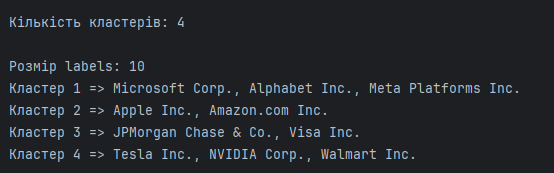 Кількість кластерів: 4
Розмір labels: 10
Кластер 1 => Microsoft Corp., Alphabet Inc., Meta Platforms Inc.
Кластер 2 => Apple Inc., Amazon.com Inc.
Кластер 3 => JPMorgan Chase & Co., Visa Inc.
Кластер 4 => Tesla Inc., NVIDIA Corp., Walmart Inc.